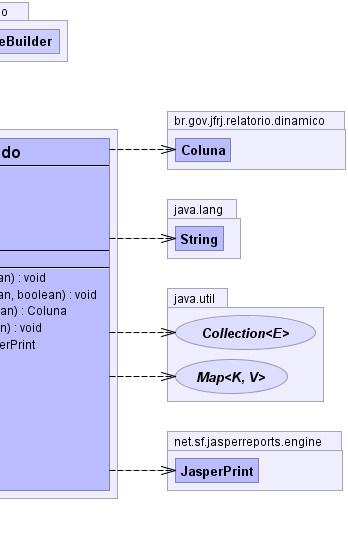 o
eBuilder
br.gov.jfrj.relatorio.dinamico
Coluna
do
java.lang
String
an) : void
an, boolean) : void
an) : Coluna
n) : void
erPrint
java.util
Collection<E>
Map<K, V>
net.sf.jasperreports.engine
JasperPrint